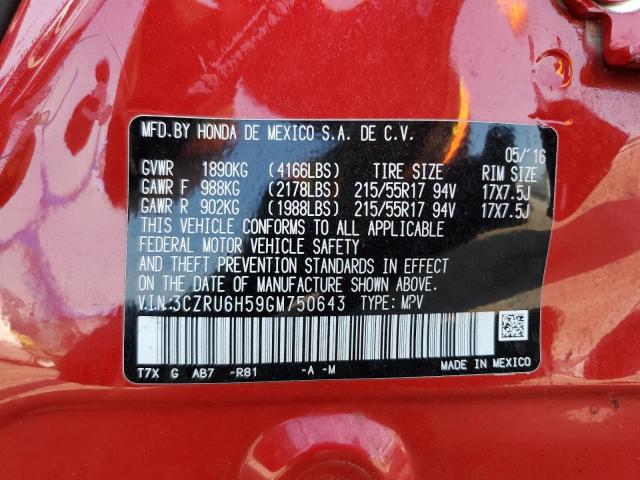 MFD.BY HONDA DE MEXICO S.A. DE C.V.
05/'16
GVWR 1890KG (4166LBS) TIRE SIZE RIM SIZE
GAWR F 988KG (2178LBS) 215/55R17 94V 17X7.5J
GAWR R 902KG (1988LBS) 215/55R17 94V 17X7.5J
THIS VEHICLE CONFORMS TO ALL APPLICABLE
FEDERAL MOTOR VEHICLE SAFETY
AND THEFT PREVENTION STANDARDS IN EFFECT
ON THE DATE OF MANUFACTURE SHOWN ABOVE.
V.I.N:3CZRU6H59GM750643 TYPE: MPV
T7X G AB7 -R81 -A -M MADE IN MEXICO